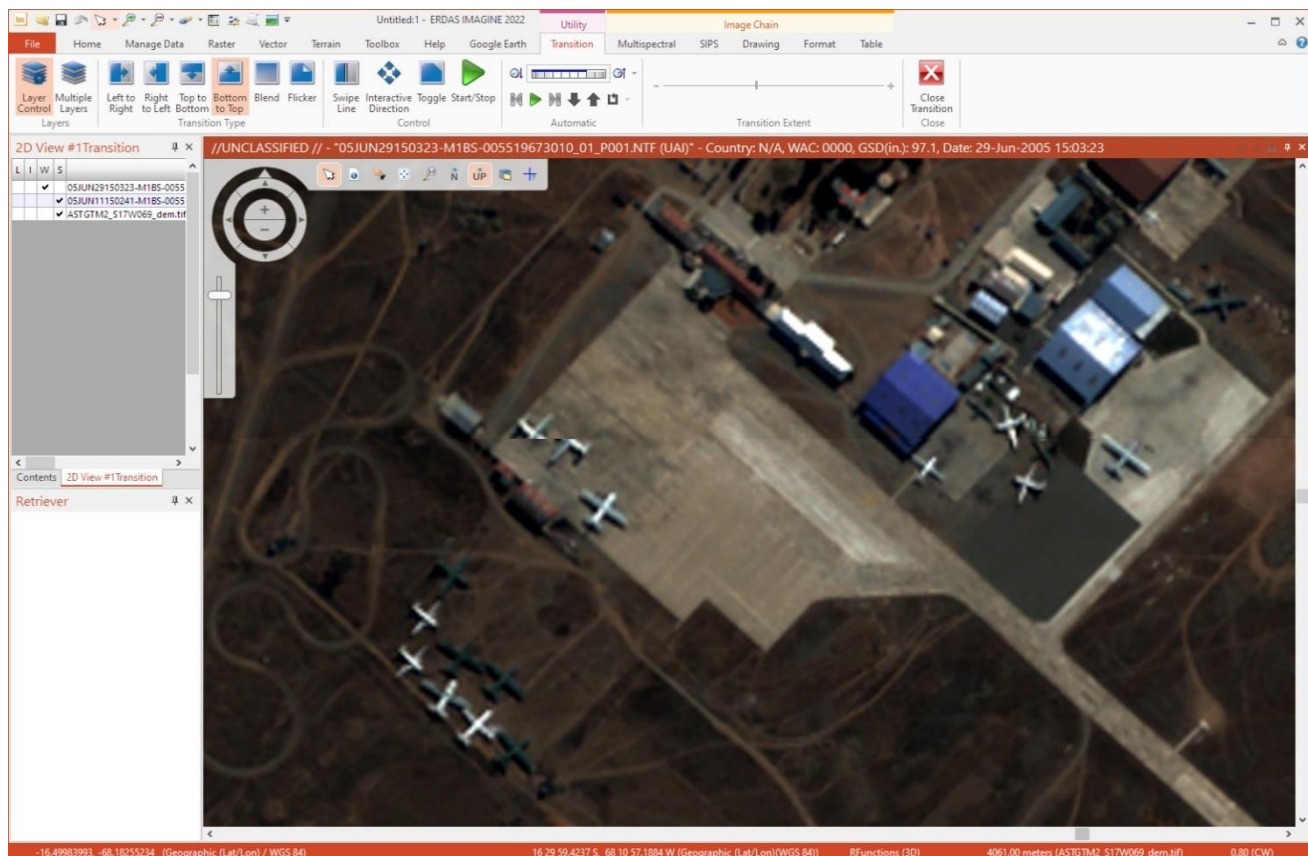 Untitled:1 - ERDAS IMAGINE 2022
Utility
Image Chain
File Home Manage Data Raster Vector Terrain Toolbox Help Google Earth Transition Multispectral SIPS Drawing Format Table
Layer Control
Multiple Layers
Left to Right
Right to Left
Top to Bottom
Bottom to Top
Blend
Flicker
Swipe Line
Interactive Direction
Toggle
Start/Stop
Close Transition
Layers Transition Type Control Automatic Transition Extent Close
2D View #1Transition
//UNCLASSIFIED // - "05JUN29150323-M1BS-005519673010_01_P001.NTF (UAI)" - Country: N/A, WAC: 0000, GSD(in.): 97.1, Date: 29-Jun-2005 15:03:23
L I W S
05JUN29150323-M1BS-0055
05JUN11150241-M1BS-0055
ASTGTM2_S17W069_dem.tif
N UP
Contents 2D View #1Transition
Retriever
-16.49983993, -68.18255234 (Geographic (Lat/Lon) / WGS 84) 16 29 59.4237 S, 68 10 57.1884 W (Geographic (Lat/Lon)(WGS 84)) RFunctions (3D) 4061.00 meters (ASTGTM2_S17W069_dem.tif) 0.80 (CW)